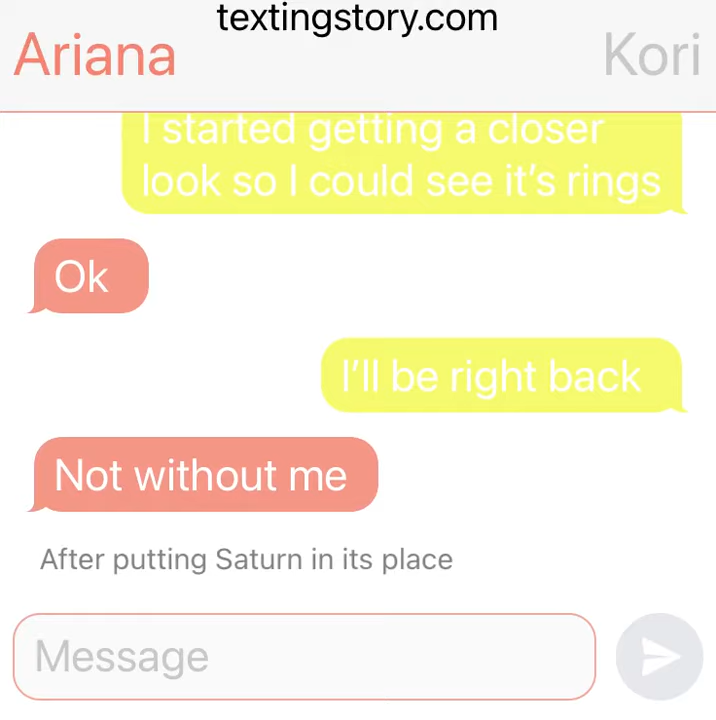 textingstory.com
Ariana
Kori
I started getting a closer
look so I could see it's rings
Ok
I'll be right back
Not without me
After putting Saturn in its place
Message